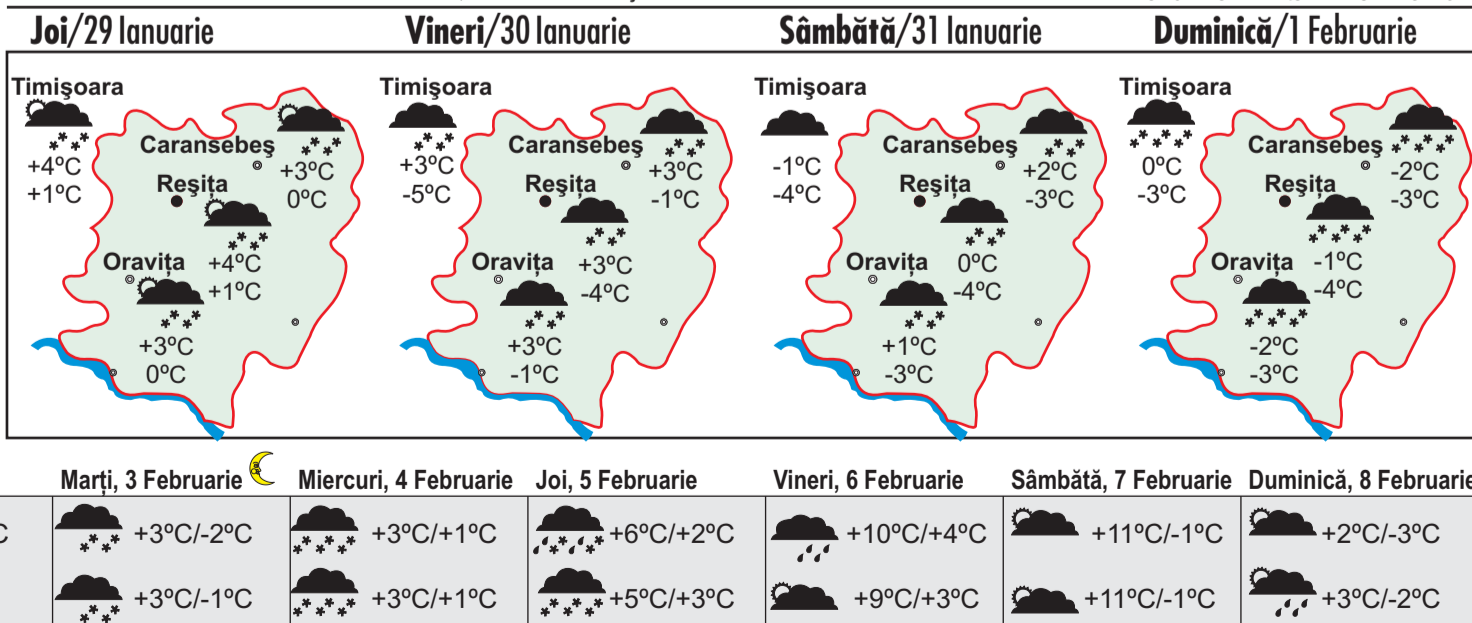 Joi/29 Ianuarie
Vineri/30 Ianuarie
Sâmbătă/31 Ianuarie
Duminică/1 Februarie
Timişoara
+4ºC
+1ºC
Caransebeş
+3ºC
0ºC
Reşiţa
+4ºC
+1ºC
Oraviţa
+3ºC
0ºC
Timişoara
+3ºC
-5ºC
Caransebeş
+3ºC
-1ºC
Reşiţa
+3ºC
-4ºC
Oraviţa
+3ºC
-1ºC
Timişoara
-1ºC
-4ºC
Caransebeş
+2ºC
-3ºC
Reşiţa
0ºC
-4ºC
Oraviţa
+1ºC
-3ºC
Timişoara
0ºC
-3ºC
Caransebeş
-2ºC
-3ºC
Reşiţa
-1ºC
-4ºC
Oraviţa
-2ºC
-3ºC
Marţi, 3 Februarie
Miercuri, 4 Februarie
Joi, 5 Februarie
Vineri, 6 Februarie
Sâmbătă, 7 Februarie
Duminică, 8 Februarie
+3ºC/-2ºC
+3ºC/+1ºC
+6ºC/+2ºC
+10ºC/+4ºC
+11ºC/-1ºC
+2ºC/-3ºC
+3ºC/-1ºC
+3ºC/+1ºC
+5ºC/+3ºC
+9ºC/+3ºC
+11ºC/-1ºC
+3ºC/-2ºC